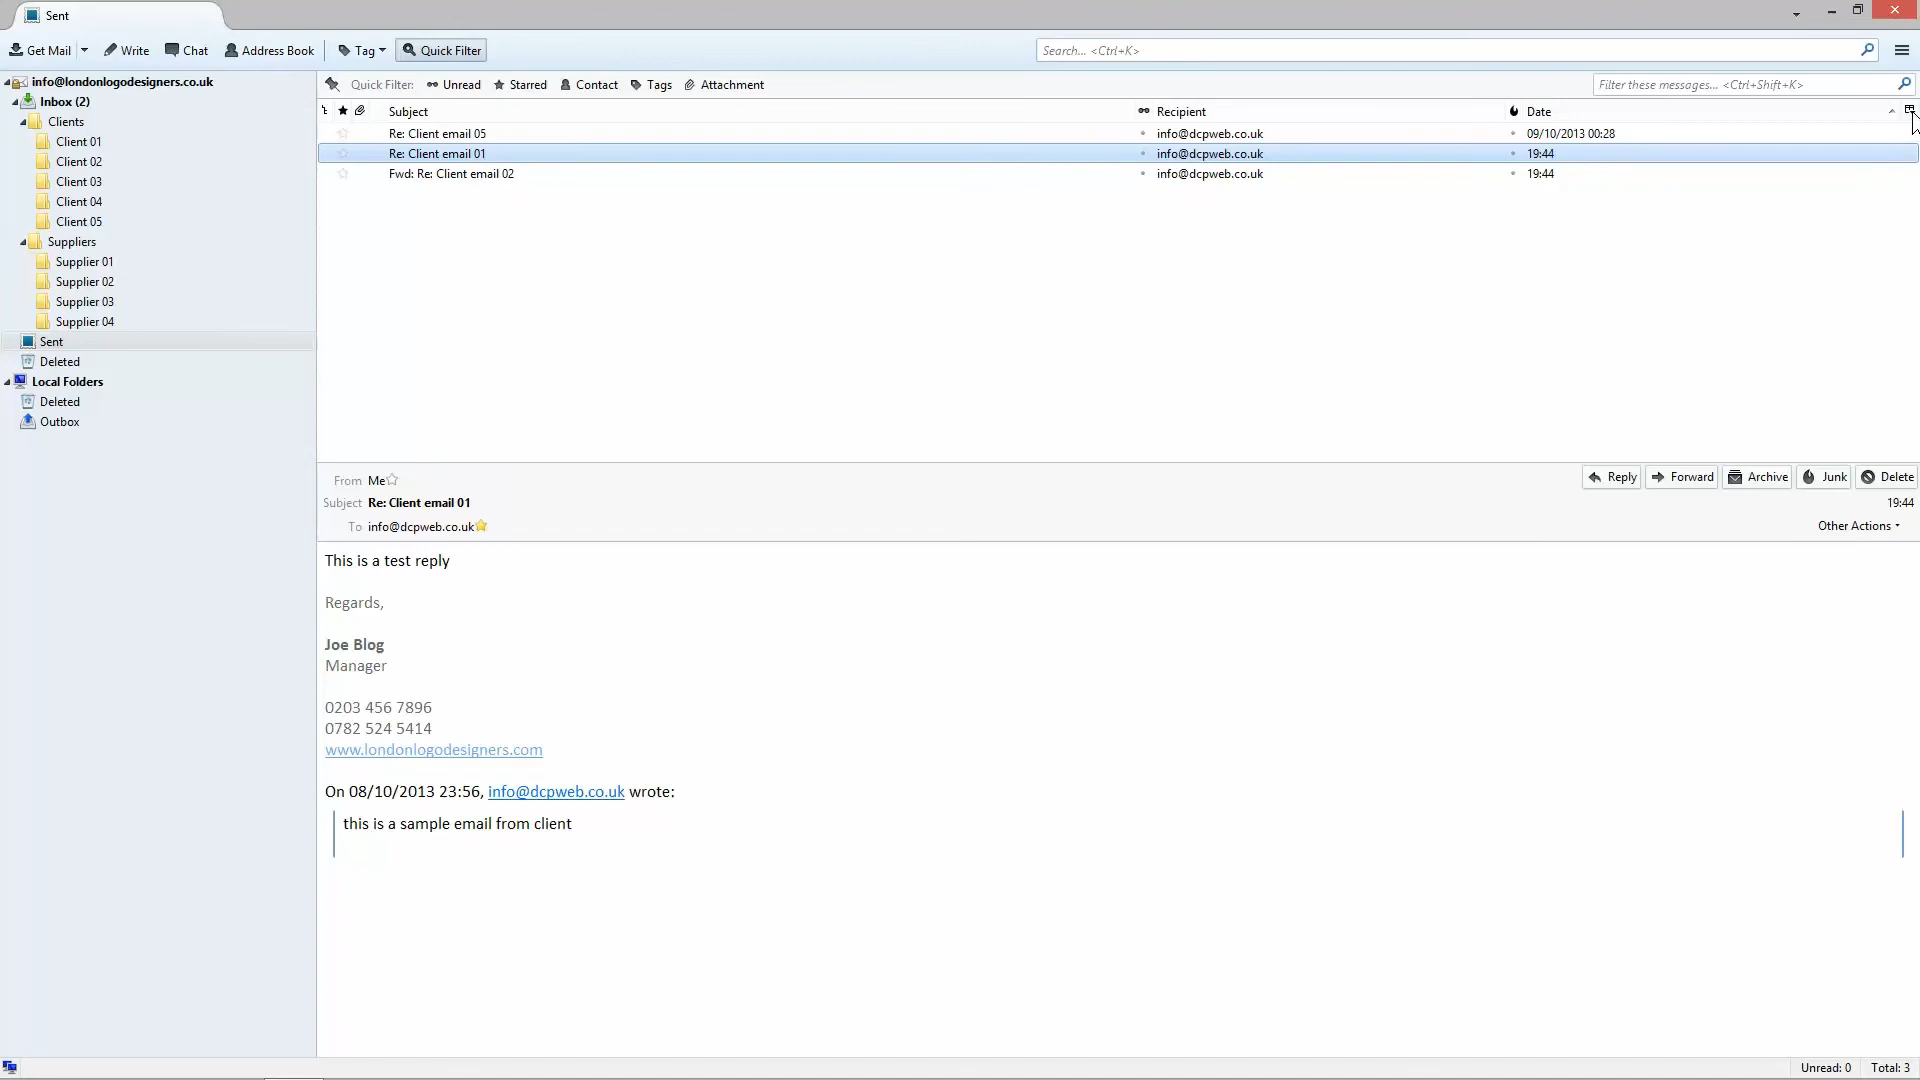 Sent
Get Mail Write Chat Address Book Tag Quick Filter Search... <Ctrl+K>
info@londonlogodesigners.co.uk
Inbox (2)
Clients
Client 01
Client 02
Client 03
Client 04
Client 05
Suppliers
Supplier 01
Supplier 02
Supplier 03
Supplier 04
Sent
Deleted
Local Folders
Deleted
Outbox
Quick Filter: Unread Starred Contact Tags Attachment Filter these messages... <Ctrl+Shift+K>
Subject Recipient Date
Re: Client email 05 info@dcpweb.co.uk 09/10/2013 00:28
Re: Client email 01 info@dcpweb.co.uk 19:44
Fwd: Re: Client email 02 info@dcpweb.co.uk 19:44
From Me Reply Forward Archive Junk Delete
Subject Re: Client email 01 19:44
To info@dcpweb.co.uk Other Actions
This is a test reply
Regards,
Joe Blog
Manager
0203 456 7896
0782 524 5414
www.londonlogodesigners.com
On 08/10/2013 23:56, info@dcpweb.co.uk wrote:
this is a sample email from client
Unread: 0 Total: 3